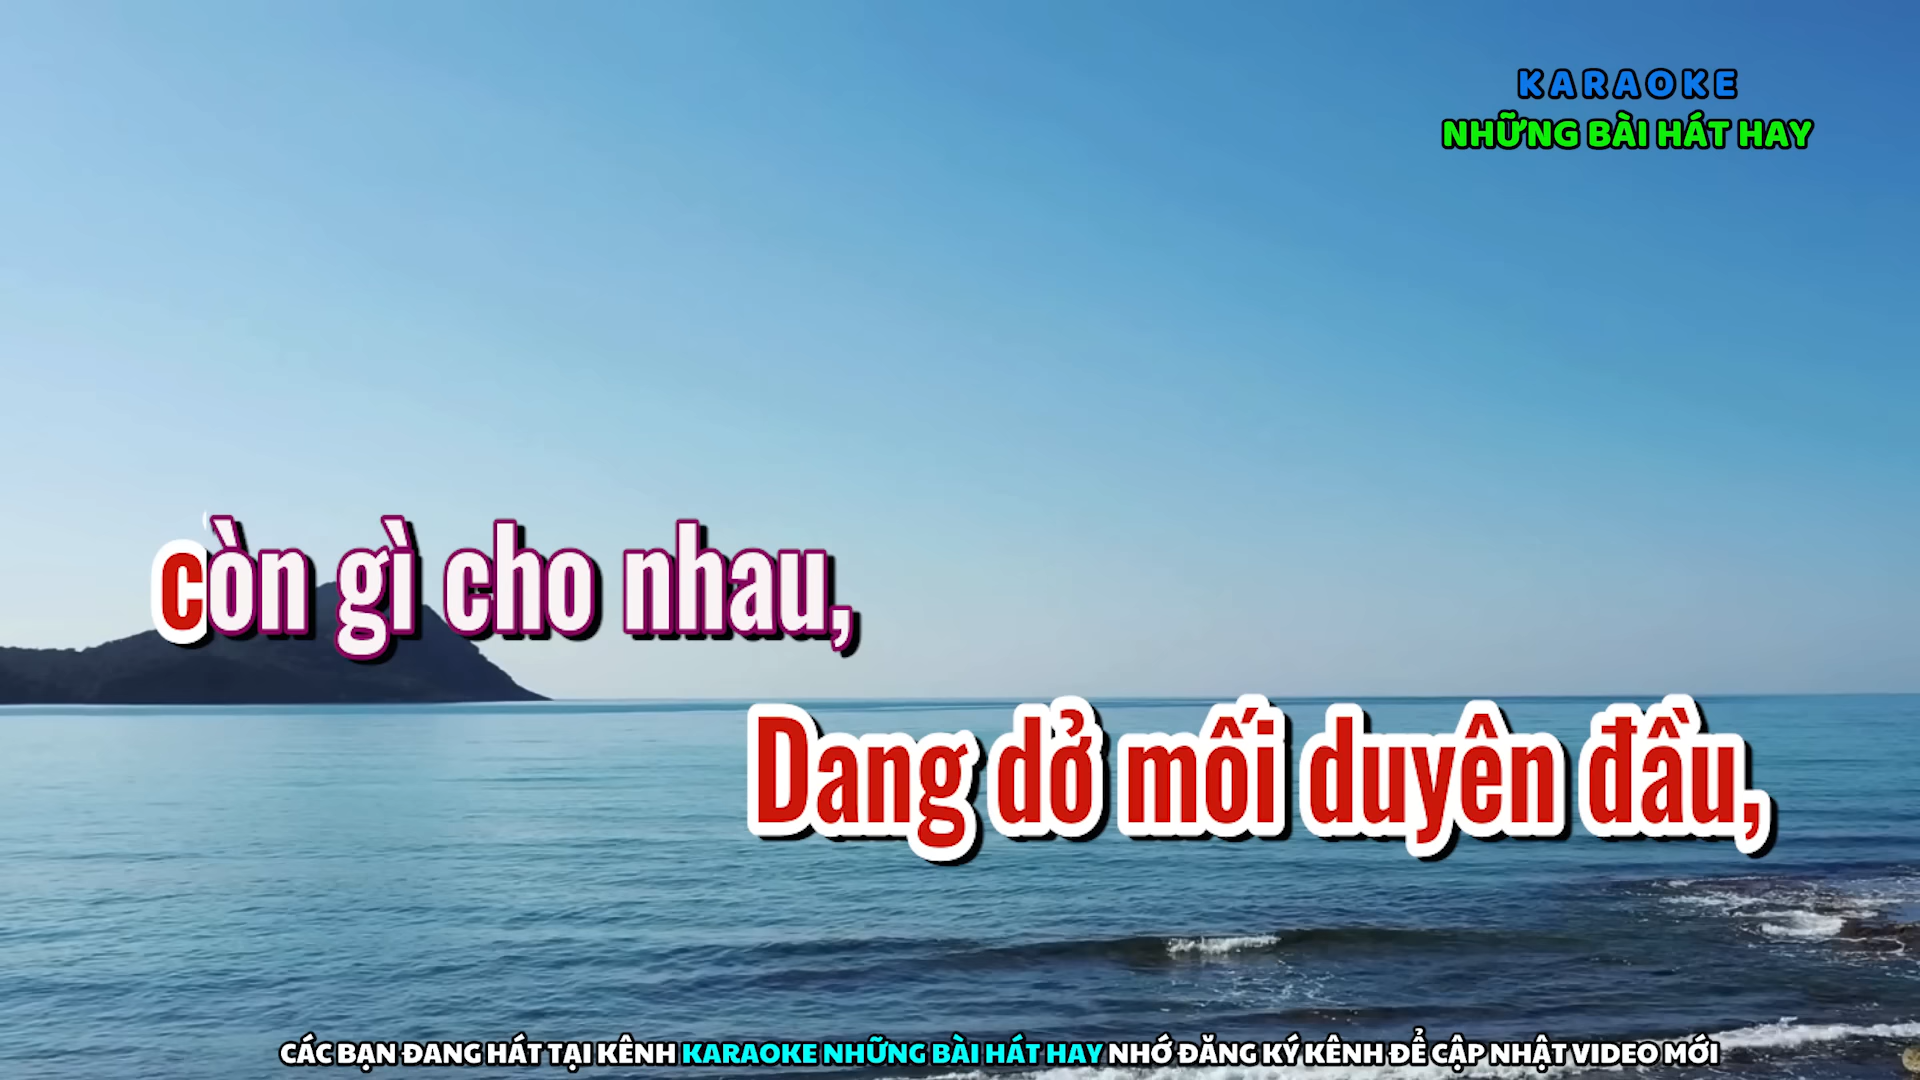 KARAOKE
NHỮNG BÀI HÁT HAY
còn gì cho nhau,
Dang dở mối duyên đầu,
CÁC BẠN ĐANG HÁT TẠI KÊNH KARAOKE NHỮNG BÀI HÁT HAY NHỚ ĐĂNG KÝ KÊNH ĐỂ CẬP NHẬT VIDEO MỚI